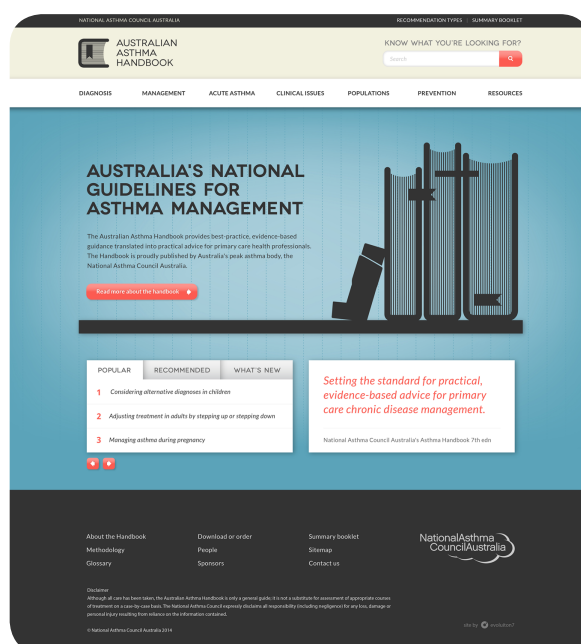 NATIONAL ASTHMA COUNCIL AUSTRALIA
RECOMMENDATION TYPES | SUMMARY BOOKLET
AUSTRALIAN
ASTHMA
HANDBOOK
KNOW WHAT YOU'RE LOOKING FOR?
Search
DIAGNOSIS MANAGEMENT ACUTE ASTHMA CLINICAL ISSUES POPULATIONS PREVENTION RESOURCES
AUSTRALIA'S NATIONAL
GUIDELINES FOR
ASTHMA MANAGEMENT
The Australian Asthma Handbook provides best-practice, evidence-based
guidance translated into practical advice for primary care health professionals.
The Handbook is proudly published by Australia's peak asthma body, the
National Asthma Council Australia.
Read more about the handbook
POPULAR RECOMMENDED WHAT'S NEW
1 Considering alternative diagnoses in children
2 Adjusting treatment in adults by stepping up or stepping down
3 Managing asthma during pregnancy
Setting the standard for practical,
evidence-based advice for primary
care chronic disease management.
National Asthma Council Australia's Asthma Handbook 7th edn
About the Handbook
Methodology
Glossary
Download or order
People
Sponsors
Summary booklet
Sitemap
Contact us
NationalAsthma
CouncilAustralia
Disclaimer
Although all care has been taken, the Australian Asthma Handbook is only a general guide; it is not a substitute for assessment of appropriate courses
of treatment on a case-by-case basis. The National Asthma Council expressly disclaims all responsibility (including negligence) for any loss, damage or
personal injury resulting from reliance on the information contained.
© National Asthma Council Australia 2014
site by evolution7